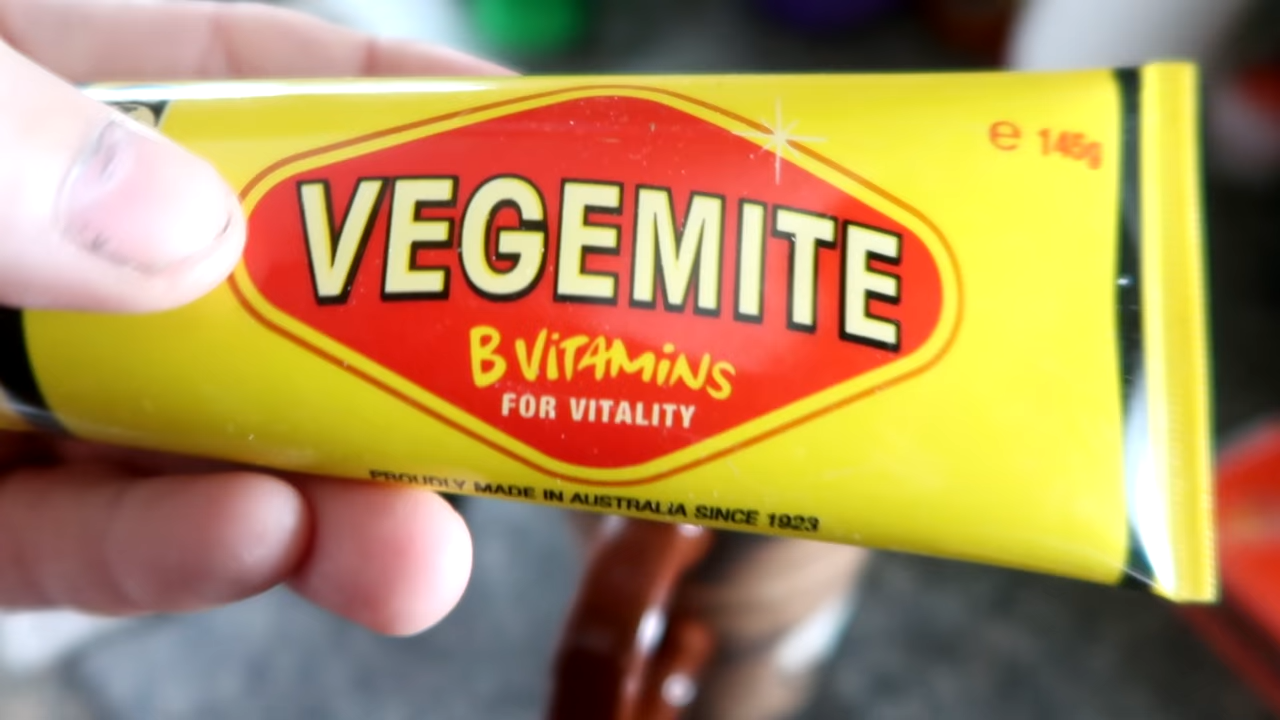 ℮ 145g
VEGEMITE
B ViTAMiNS
FOR VITALITY
PROUDLY MADE IN AUSTRALIA SINCE 1923